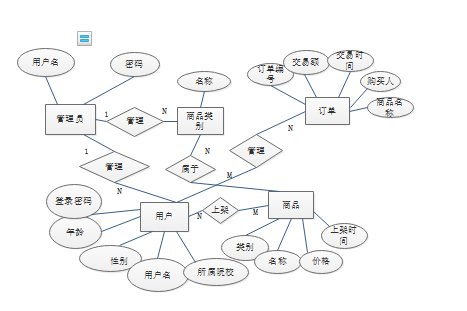 用户名
密码
名称
订单编
号
交易额
交易时
间
购买人
商品名
称
管理员
1
管理
N
商品类
别
订单
N
1
管理
N
属于
N
管理
M
登录密码
年龄
性别
用户名
所属院校
用户
N
上架
M
商品
类别
名称
价格
上架时
间